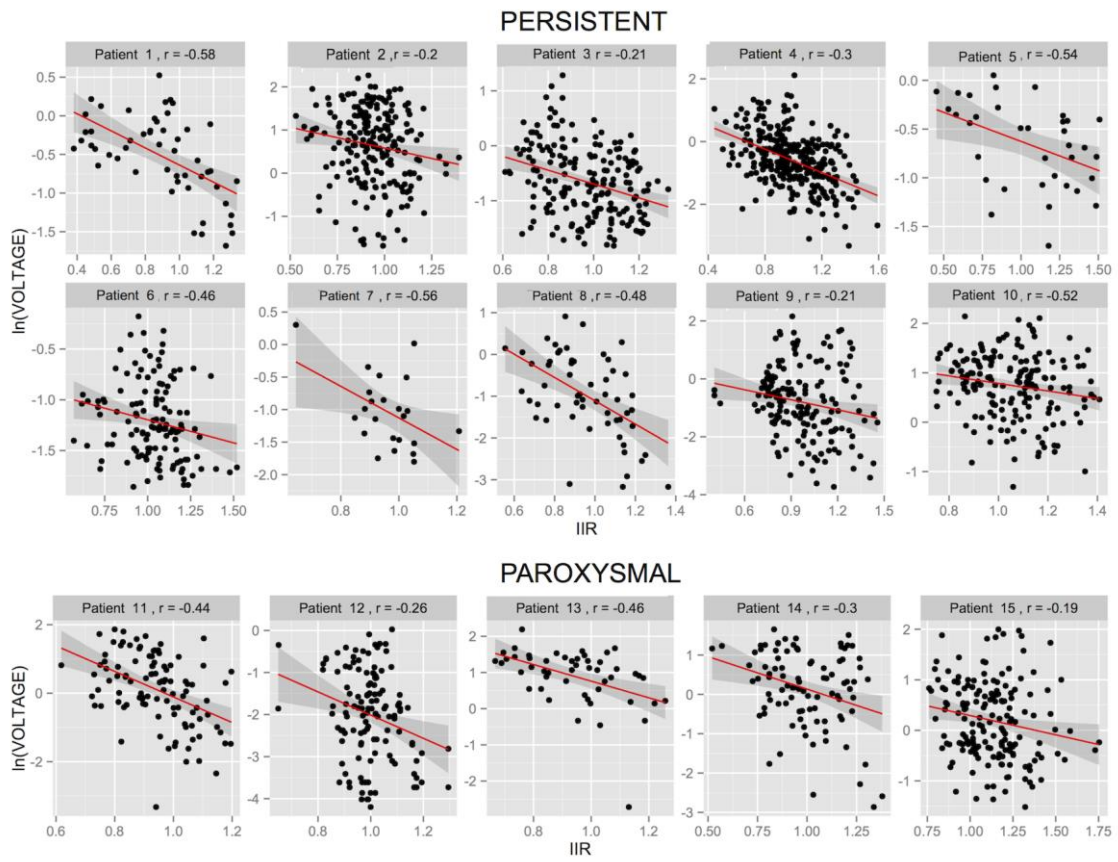 PERSISTENT
Patient 1 , r = -0.58
Patient 2 , r = -0.2
Patient 3 , r = -0.21
Patient 4 , r = -0.3
Patient 5 , r = -0.54
0.5
0.0
-0.5
-1.0
-1.5
2
1
0
-1
1
0
-1
2
0
-2
0.0
-0.5
-1.0
-1.5
0.4 0.6 0.8 1.0 1.2
0.50 0.75 1.00 1.25
0.6 0.8 1.0 1.2
0.4 0.8 1.2 1.6
0.50 0.75 1.00 1.25 1.50
ln(VOLTAGE)
Patient 6 , r = -0.46
Patient 7 , r = -0.56
Patient 8 , r = -0.48
Patient 9 , r = -0.21
Patient 10 , r = -0.52
-0.5
-1.0
-1.5
0.5
0.0
-0.5
-1.0
-1.5
-2.0
1
0
-1
-2
-3
2
0
-2
-4
2
1
0
-1
0.75 1.00 1.25 1.50
0.8 1.0 1.2
0.6 0.8 1.0 1.2 1.4
0.6 0.9 1.2 1.5
0.8 1.0 1.2 1.4
IIR
PAROXYSMAL
Patient 11 , r = -0.44
Patient 12 , r = -0.26
Patient 13 , r = -0.46
Patient 14 , r = -0.3
Patient 15 , r = -0.19
ln(VOLTAGE)
2
0
-2
-0
-1
-2
-3
-4
2
1
0
-1
-2
1
0
-1
-2
-3
2
1
0
-1
0.6 0.8 1.0 1.2
0.8 1.0 1.2
0.8 1.0 1.2
0.50 0.75 1.00 1.25
0.75 1.00 1.25 1.50 1.75
IIR